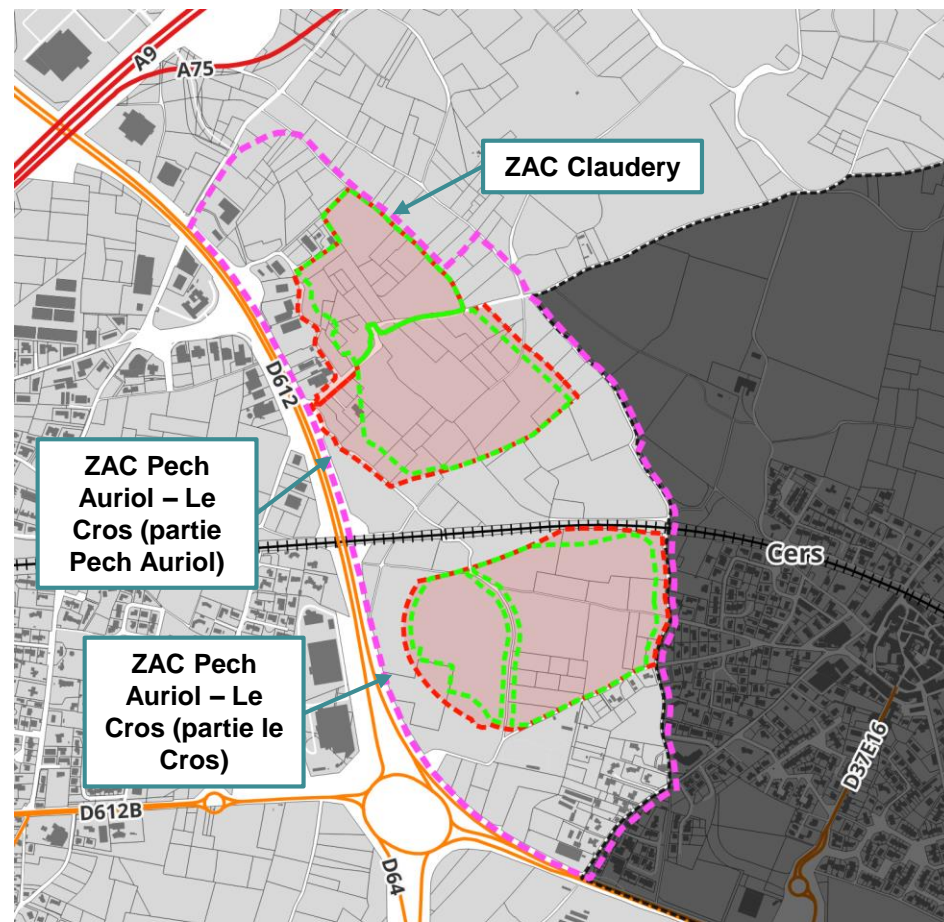 A9
A75
ZAC Claudery
D612
ZAC Pech
Auriol – Le
Cros (partie
Pech Auriol)
Cers
ZAC Pech
Auriol – Le
Cros (partie le
Cros)
D37E16
D612B
D64